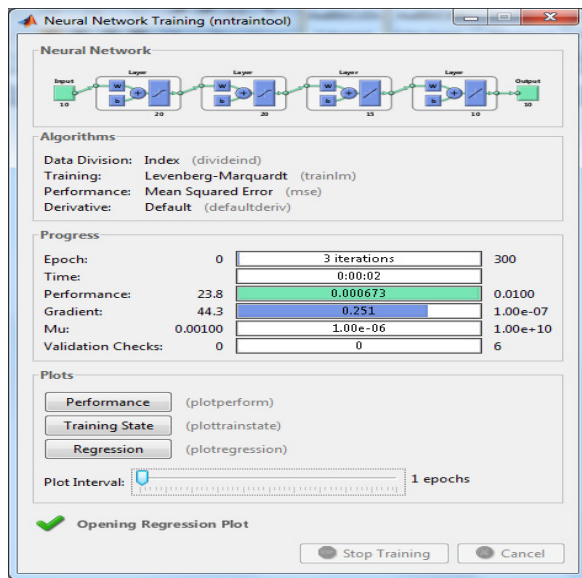 Neural Network Training (nntraintool)
Neural Network
Layer Layer Layer Layer
Input Output
W W W W
b b b b
10 10
20 20 15 10
Algorithms
Data Division: Index (divideind)
Training: Levenberg-Marquardt (trainlm)
Performance: Mean Squared Error (mse)
Derivative: Default (defaultderiv)
Progress
Epoch: 0 3 iterations 300
Time: 0:00:02
Performance: 23.8 0.000673 0.0100
Gradient: 44.3 0.251 1.00e-07
Mu: 0.00100 1.00e-06 1.00e+10
Validation Checks: 0 0 6
Plots
Performance (plotperform)
Training State (plottrainstate)
Regression (plotregression)
Plot Interval: 1 epochs
Opening Regression Plot
Stop Training Cancel